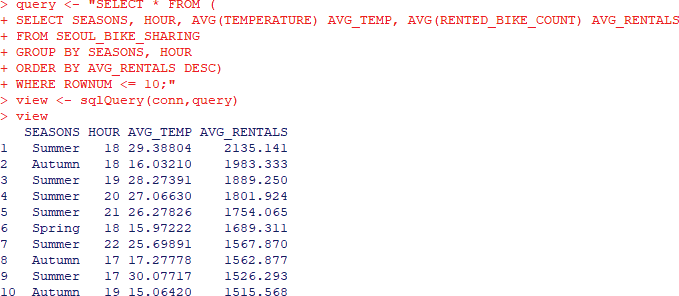 > query <- "SELECT * FROM (
+ SELECT SEASONS, HOUR, AVG(TEMPERATURE) AVG_TEMP, AVG(RENTED_BIKE_COUNT) AVG_RENTALS
+ FROM SEOUL_BIKE_SHARING
+ GROUP BY SEASONS, HOUR
+ ORDER BY AVG_RENTALS DESC)
+ WHERE ROWNUM <= 10;"
> view <- sqlQuery(conn,query)
> view
   SEASONS HOUR AVG_TEMP AVG_RENTALS
1   Summer   18 29.38804    2135.141
2   Autumn   18 16.03210    1983.333
3   Summer   19 28.27391    1889.250
4   Summer   20 27.06630    1801.924
5   Summer   21 26.27826    1754.065
6   Spring   18 15.97222    1689.311
7   Summer   22 25.69891    1567.870
8   Autumn   17 17.27778    1562.877
9   Summer   17 30.07717    1526.293
10  Autumn   19 15.06420    1515.568